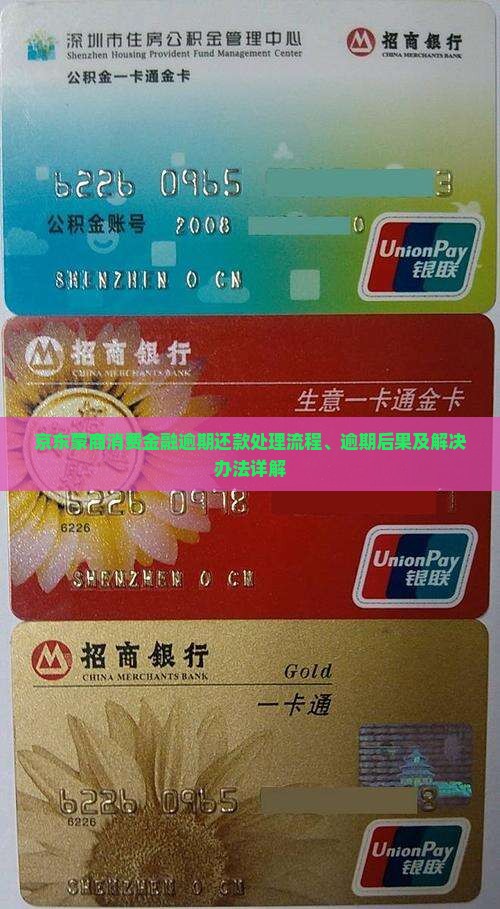 深圳市住房公积金管理中心
Shenzhen Housing Provident Fund Management Center
招商銀行
CHINA MERCHANTS BANK
公积金一卡通金卡
6226 0965 3
公积金账号 2008 0
SHENZHEN O CN
UnionPay
银联
招商银行
CHINA MERCHANTS BANK
生意一卡通金卡
京东蒙商消费金融逾期还款处理流程、逾期后果及解决
办法详解
6226 0978 1
6226
SHENZHEN O CN
UnionPay
银联
招商银行
CHINA MERCHANTS BANK
Gold
一卡通
6226 0965 8
6226
SHENZHEN O CN
UnionPay
银联